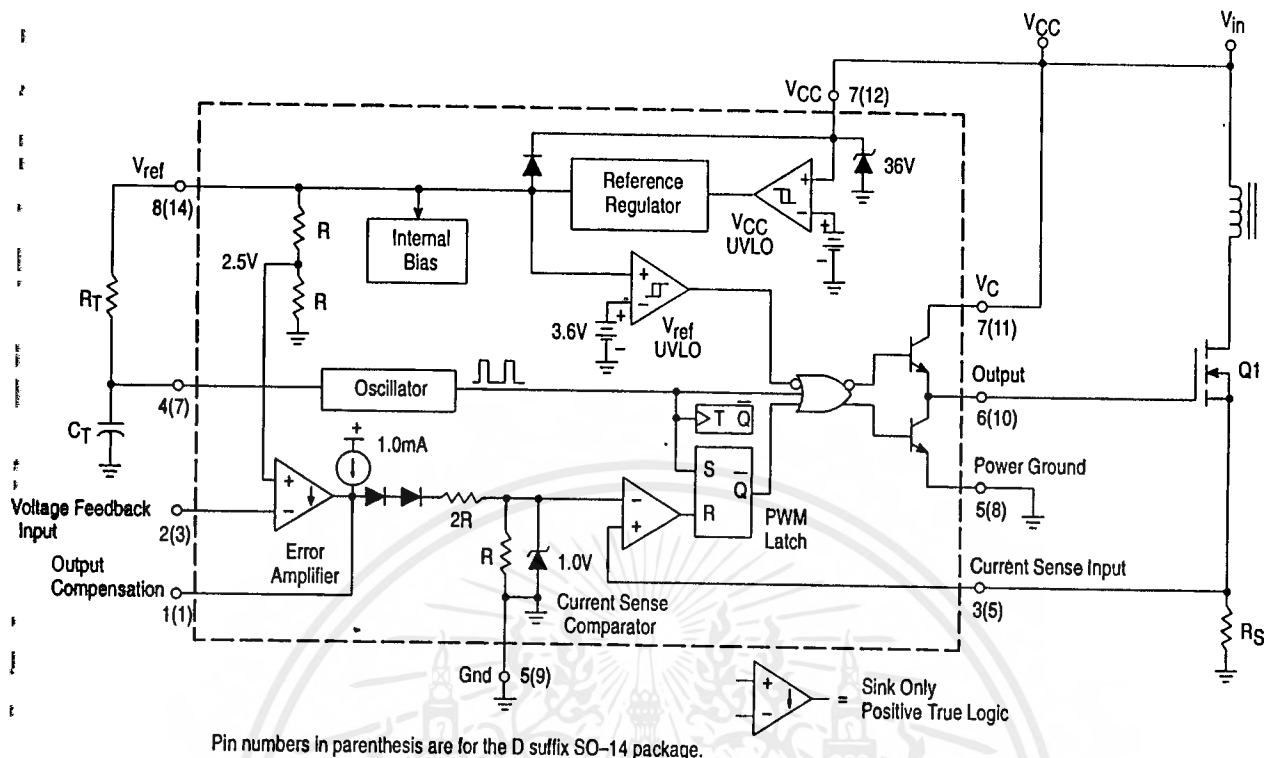 VCC
Vin
VCC 7(12)
Vref
8(14)
36V
Reference
Regulator
+
−
VCC
UVLO
+
−
R
2.5V
R
Internal
Bias
RT
+
−
3.6V
+
−
Vref
UVLO
VC
7(11)
Output
6(10)
Q1
4(7)
Oscillator
CT
T Q
+
1.0mA
S
Q
R
PWM
Latch
Power Ground
5(8)
+
−
Voltage Feedback
Input
2(3)
Error
Amplifier
2R
R
1.0V
−
+
Current Sense
Comparator
Output
Compensation
1(1)
Current Sense Input
3(5)
RS
Gnd 5(9)
+
−
= Sink Only
Positive True Logic
Pin numbers in parenthesis are for the D suffix SO–14 package.